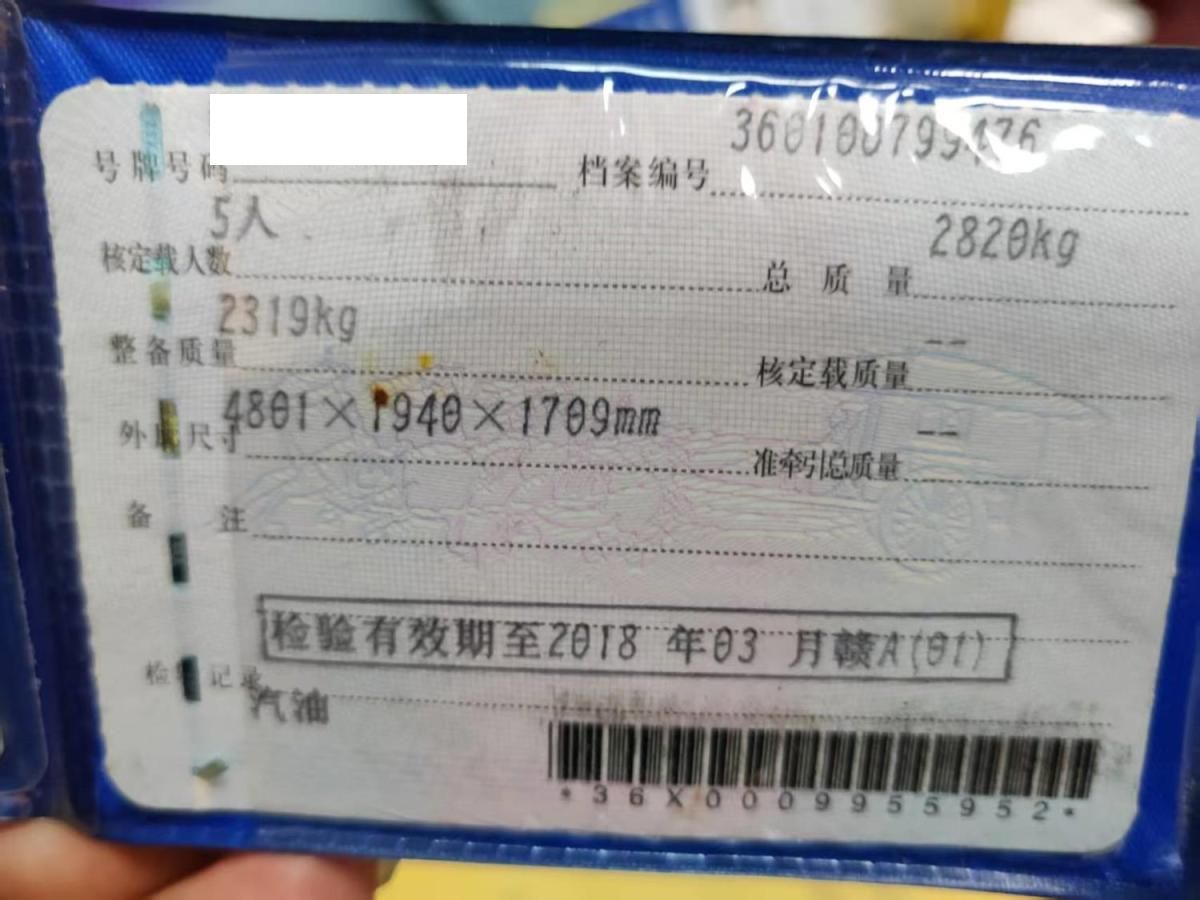 号牌号码 档案编号 360100799476
核定载人数 5人 总质量 2820kg
整备质量 2319kg 核定载质量 --
外廓尺寸 4801×1940×1709mm 准牵引总质量 --
备注
检验记录 检验有效期至2018年03月赣A(01)
汽油
*36X0009955952*